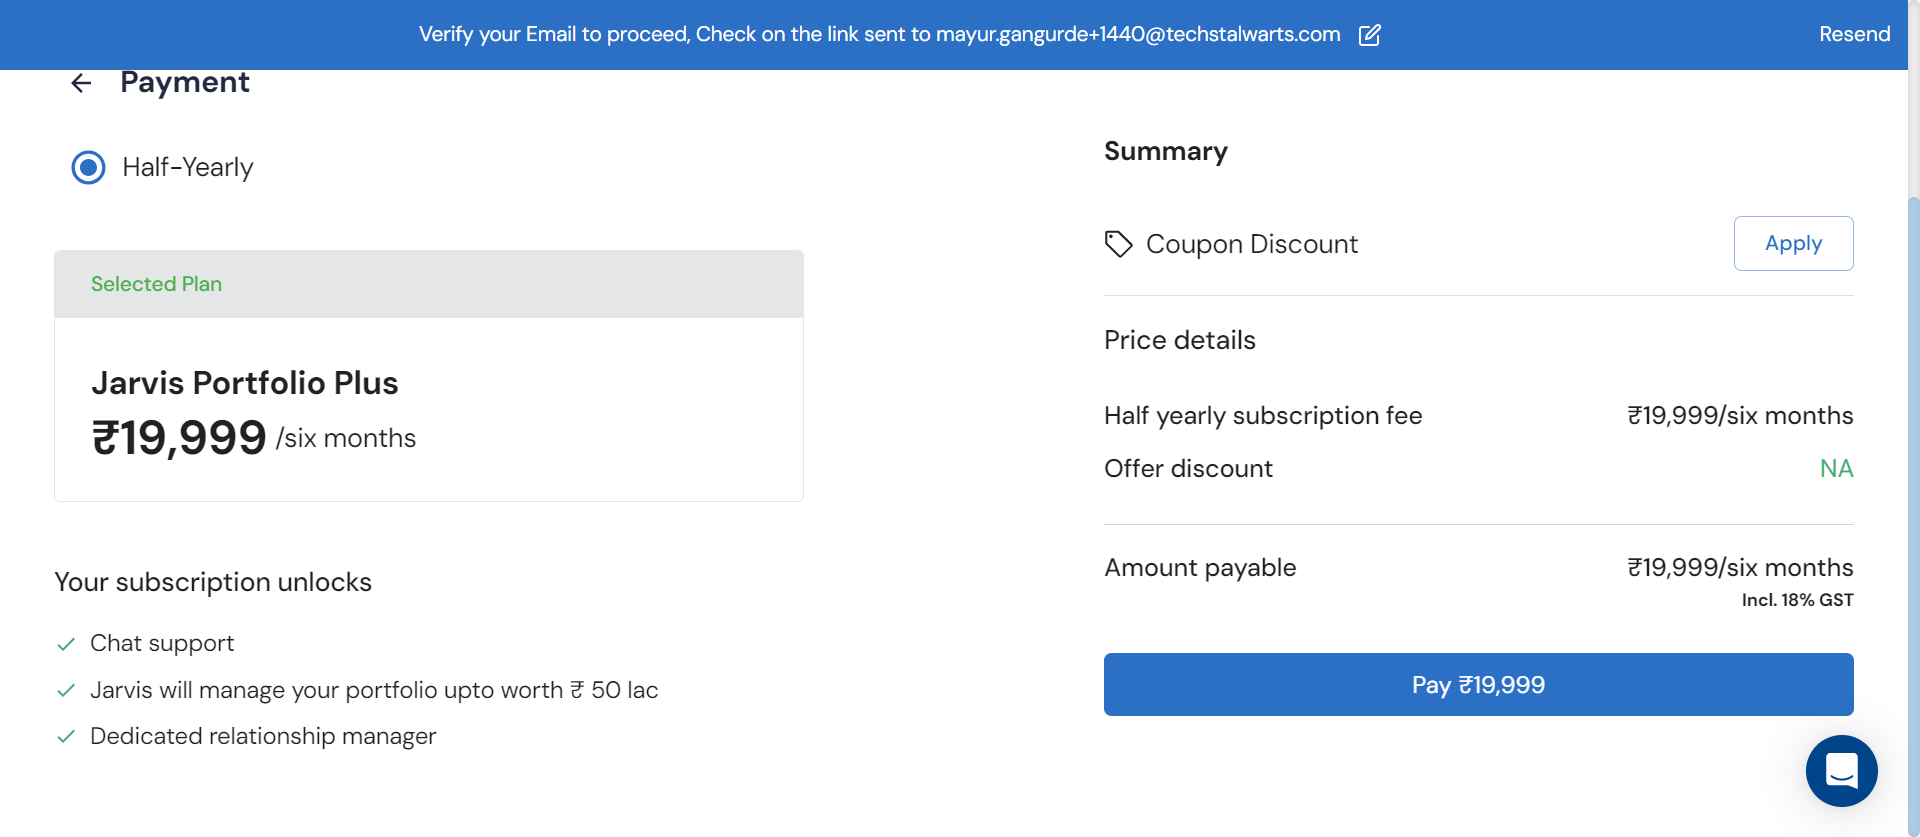 Verify your Email to proceed, Check on the link sent to mayur.gangurde+1440@techstalwarts.com
Resend
Payment
Half-Yearly
Selected Plan
Jarvis Portfolio Plus
₹19,999 /six months
Your subscription unlocks
Chat support
Jarvis will manage your portfolio upto worth ₹ 50 lac
Dedicated relationship manager
Summary
Coupon Discount
Apply
Price details
Half yearly subscription fee ₹19,999/six months
Offer discount NA
Amount payable ₹19,999/six months
Incl. 18% GST
Pay ₹19,999